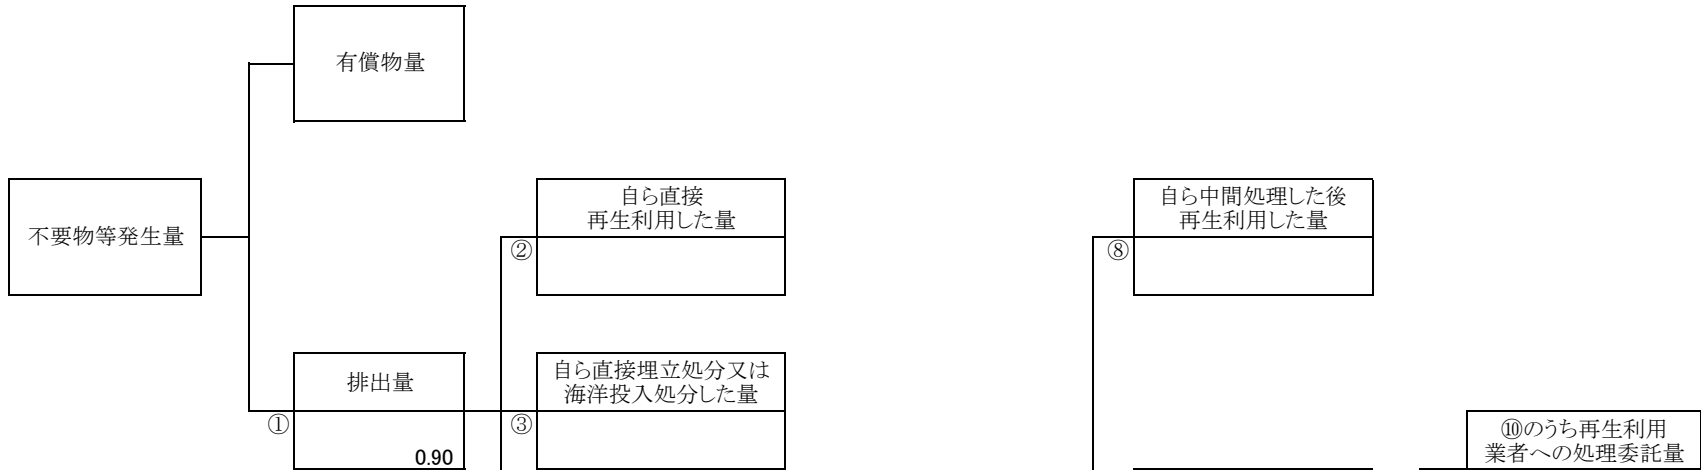 有償物量
不要物等発生量
自ら直接
再生利用した量
②
自ら中間処理した後
再生利用した量
⑧
排出量
①
0.90
自ら直接埋立処分又は
海洋投入処分した量
③
⑩のうち再生利用
業者への処理委託量